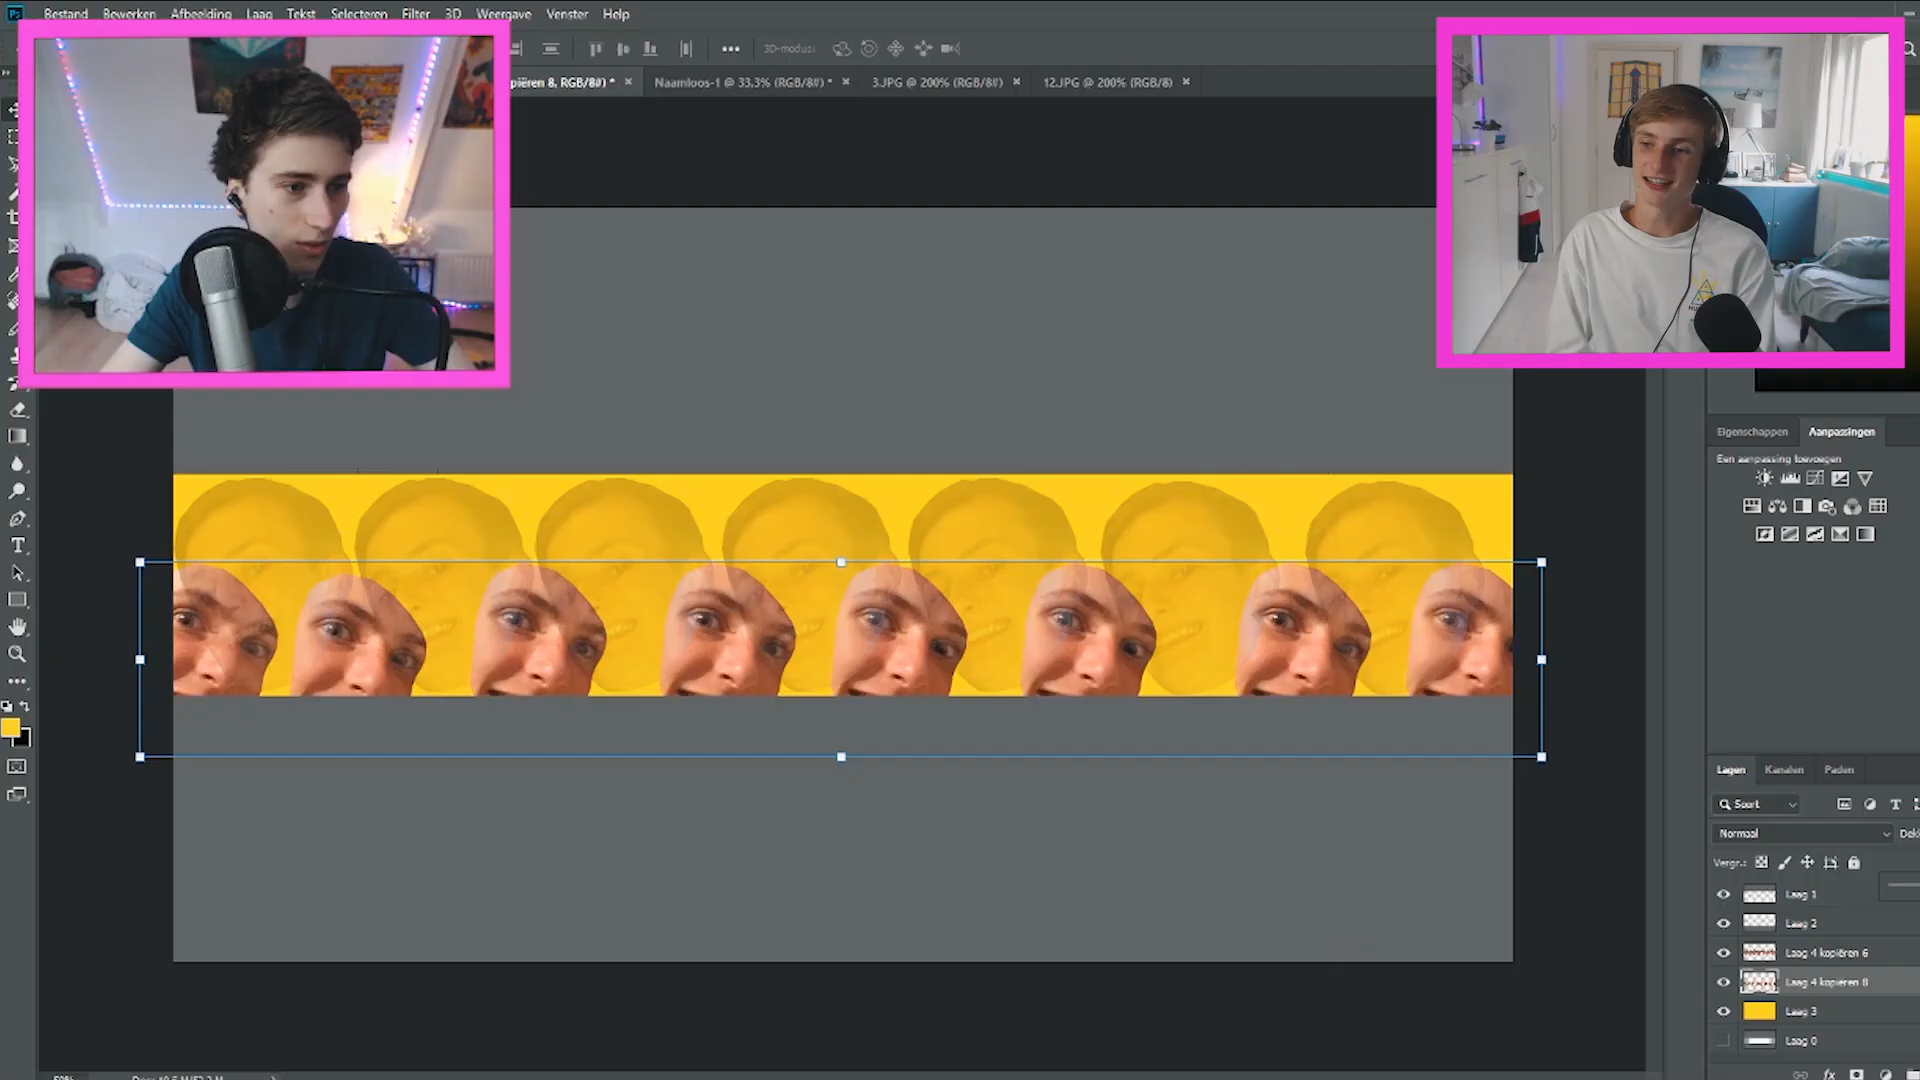 Ps
Bestand Bewerken Afbeelding Laag Tekst Selecteren Filter 3D Weergave Venster Help
3D-modus:
piëren 8, RGB/8#) *
Naamloos-1 @ 33,3% (RGB/8#) *
3.JPG @ 200% (RGB/8#)
12.JPG @ 200% (RGB/8)
Eigenschappen Aanpassingen
Een aanpassing toevoegen
Lagen Kanalen Paden
Soort
Normaal
Dekk
Vergr.:
Laag 1
Laag 2
Laag 4 kopiëren 6
Laag 4 kopiëren 8
Laag 3
Laag 0
fx